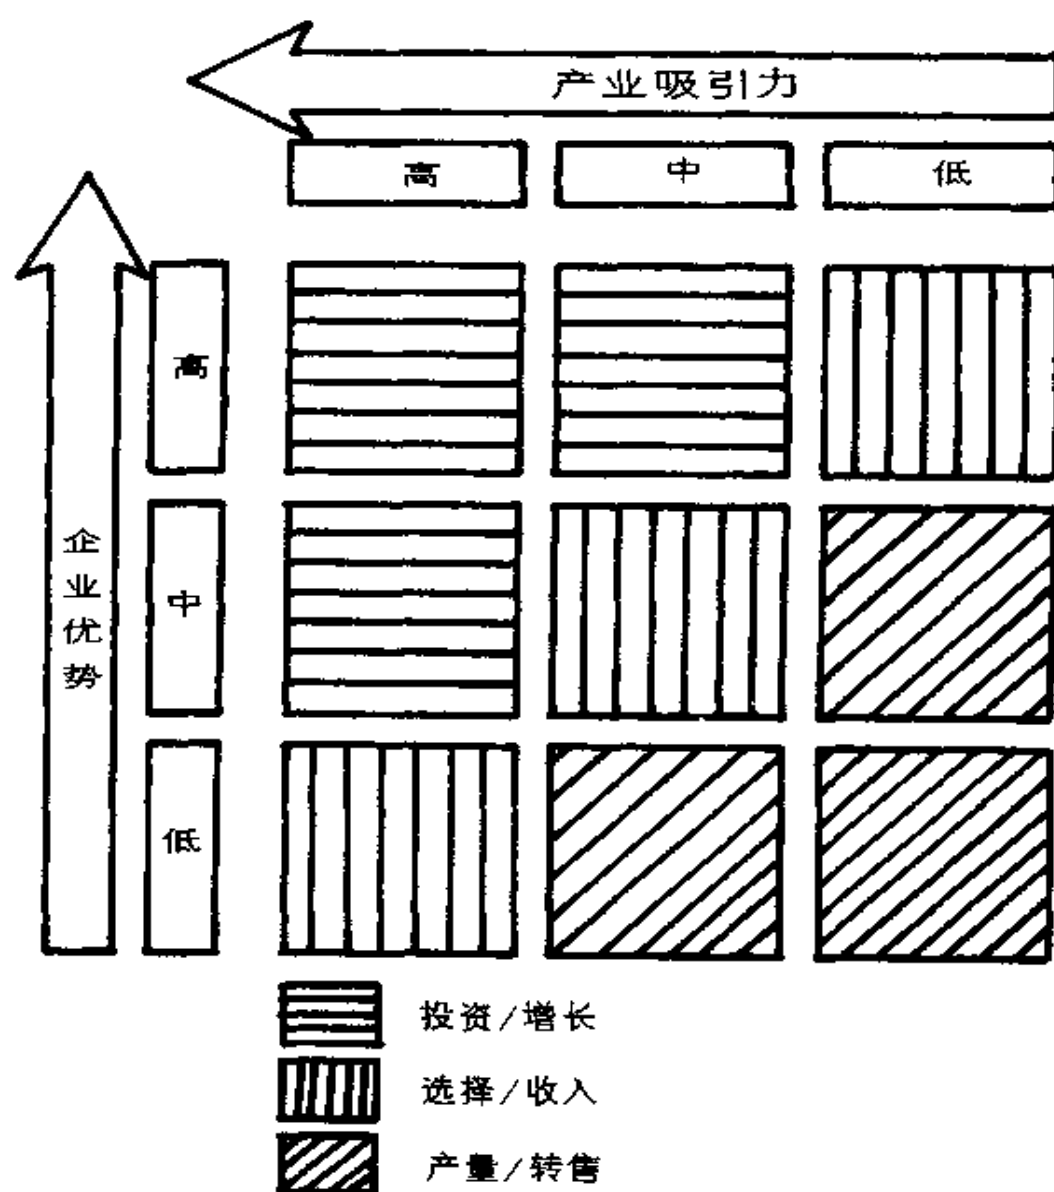 产业吸引力
高 中 低
高
中
低
企业优势
投资/增长
选择/收入
产量/转售